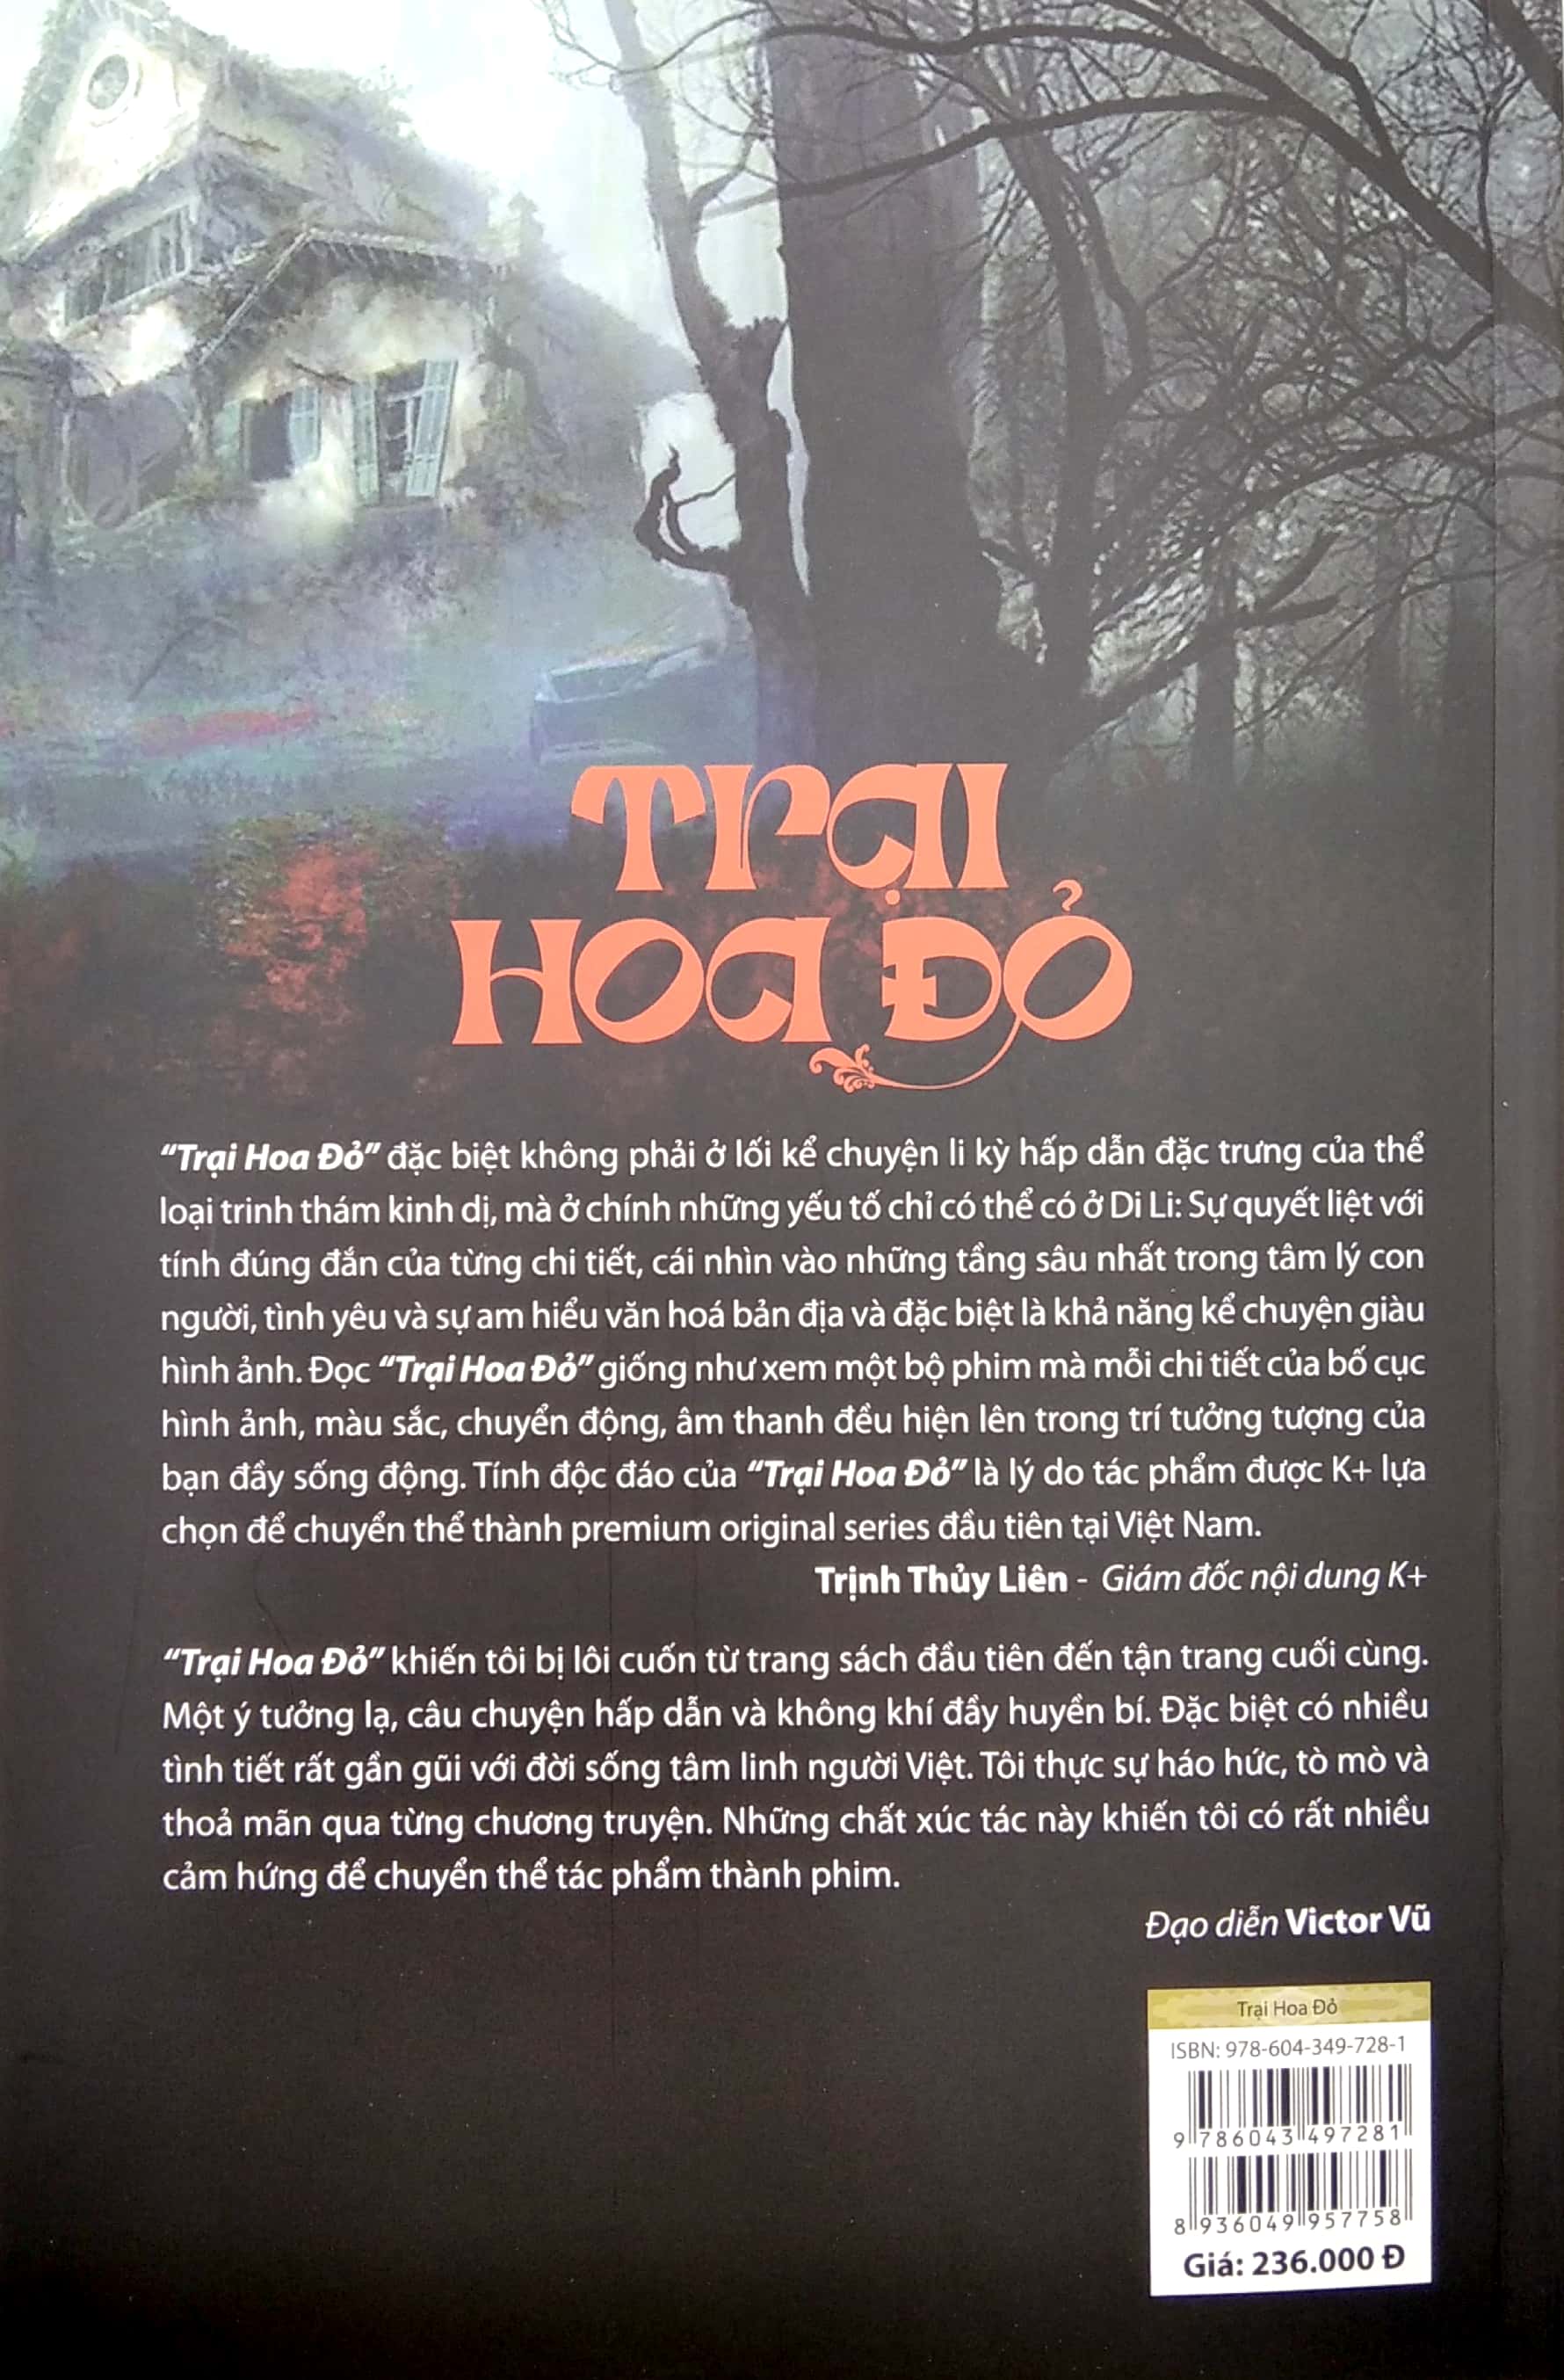 Trại
Hoa Đỏ
“Trại Hoa Đỏ” đặc biệt không phải ở lối kể chuyện li kỳ hấp dẫn đặc trưng của thể
loại trinh thám kinh dị, mà ở chính những yếu tố chỉ có thể có ở Di Li: Sự quyết liệt với
tính đúng đắn của từng chi tiết, cái nhìn vào những tầng sâu nhất trong tâm lý con
người, tình yêu và sự am hiểu văn hoá bản địa và đặc biệt là khả năng kể chuyện giàu
hình ảnh. Đọc “Trại Hoa Đỏ” giống như xem một bộ phim mà mỗi chi tiết của bố cục
hình ảnh, màu sắc, chuyển động, âm thanh đều hiện lên trong trí tưởng tượng của
bạn đầy sống động. Tính độc đáo của “Trại Hoa Đỏ” là lý do tác phẩm được K+ lựa
chọn để chuyển thể thành premium original series đầu tiên tại Việt Nam.
Trịnh Thủy Liên - Giám đốc nội dung K+
“Trại Hoa Đỏ” khiến tôi bị lôi cuốn từ trang sách đầu tiên đến tận trang cuối cùng.
Một ý tưởng lạ, câu chuyện hấp dẫn và không khí đầy huyền bí. Đặc biệt có nhiều
tình tiết rất gần gũi với đời sống tâm linh người Việt. Tôi thực sự háo hức, tò mò và
thoả mãn qua từng chương truyện. Những chất xúc tác này khiến tôi có rất nhiều
cảm hứng để chuyển thể tác phẩm thành phim.
Đạo diễn Victor Vũ
Trại Hoa Đỏ
ISBN: 978-604-349-728-1
9 786043 497281
8 936049 957758
Giá: 236.000 Đ